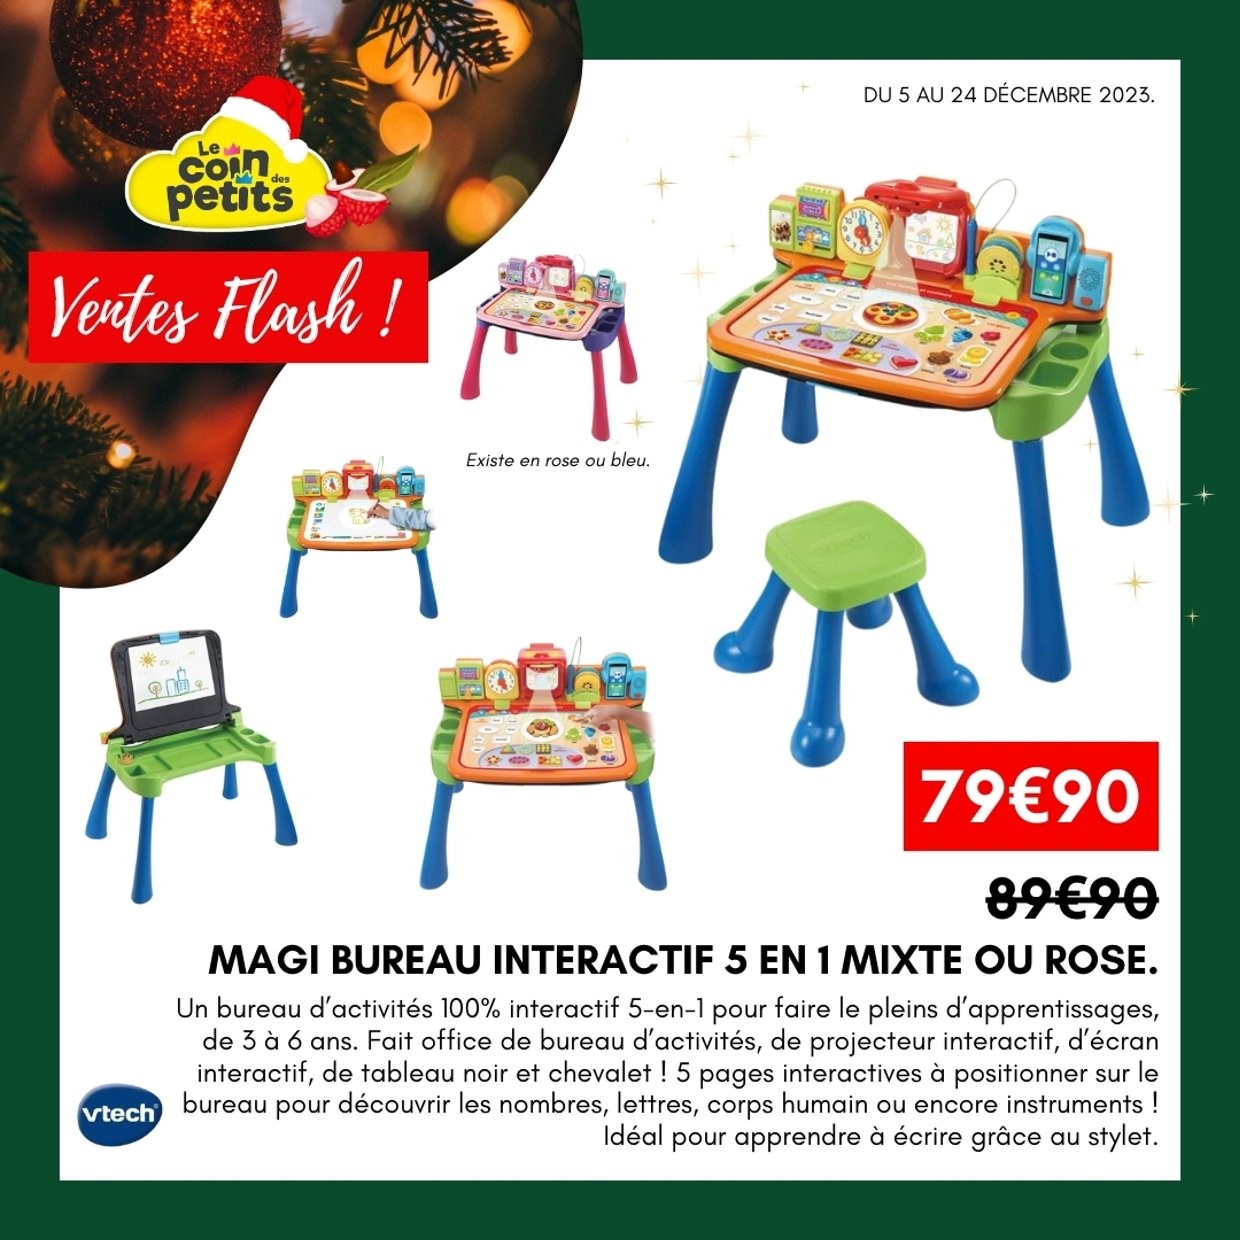 DU 5 AU 24 DÉCEMBRE 2023.
Le
coin
des
petits
Ventes Flash !
Existe en rose ou bleu.
79€90
89€90
MAGI BUREAU INTERACTIF 5 EN 1 MIXTE OU ROSE.
Un bureau d’activités 100% interactif 5-en-1 pour faire le pleins d’apprentissages,
de 3 à 6 ans. Fait office de bureau d’activités, de projecteur interactif, d’écran
interactif, de tableau noir et chevalet ! 5 pages interactives à positionner sur le
bureau pour découvrir les nombres, lettres, corps humain ou encore instruments !
Idéal pour apprendre à écrire grâce au stylet.
vtech